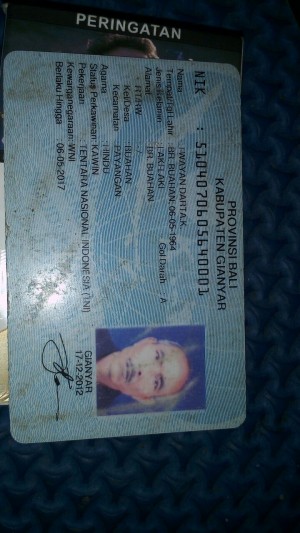 PERINGATAN
PROVINSI BALI
KABUPATEN GIANYAR
NIK : 5104070605640001
Nama : I WAYAN DARTA.K.
Tempat/Tgl Lahir : BR. BUAHAN, 06-05-1964
Jenis Kelamin : LAKI-LAKI Gol Darah : A
Alamat : BR. BUAHAN
RT/RW
Kel/Desa : BUAHAN
Kecamatan : PAYANGAN
Agama : HINDU
Status Perkawinan: KAWIN
Pekerjaan : TENTARA NASIONAL INDONESIA (TNI)
Kewarganegaraan: WNI
Berlaku Hingga : 06-05-2017
GIANYAR
17-12-2012